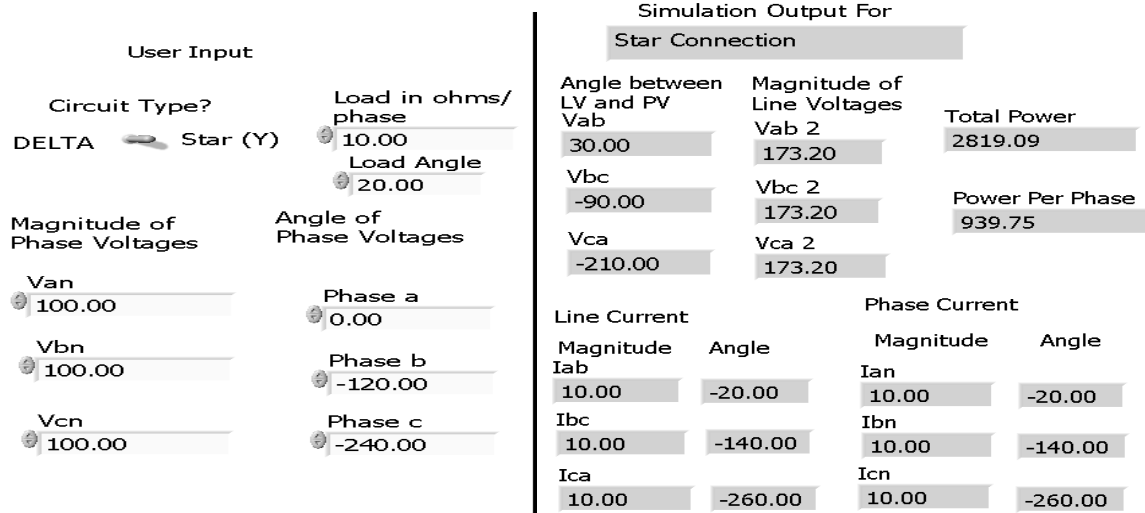 User Input
Circuit Type?
DELTA Star (Y)
Load in ohms/
phase
10.00
Load Angle
20.00
Magnitude of
Phase Voltages
Van
100.00
Vbn
100.00
Vcn
100.00
Angle of
Phase Voltages
Phase a
0.00
Phase b
-120.00
Phase c
-240.00
Simulation Output For
Star Connection
Angle between
LV and PV
Vab
30.00
Vbc
-90.00
Vca
-210.00
Magnitude of
Line Voltages
Vab 2
173.20
Vbc 2
173.20
Vca 2
173.20
Total Power
2819.09
Power Per Phase
939.75
Line Current
Magnitude Angle
Iab
10.00 -20.00
Ibc
10.00 -140.00
Ica
10.00 -260.00
Phase Current
Magnitude Angle
Ian
10.00 -20.00
Ibn
10.00 -140.00
Icn
10.00 -260.00